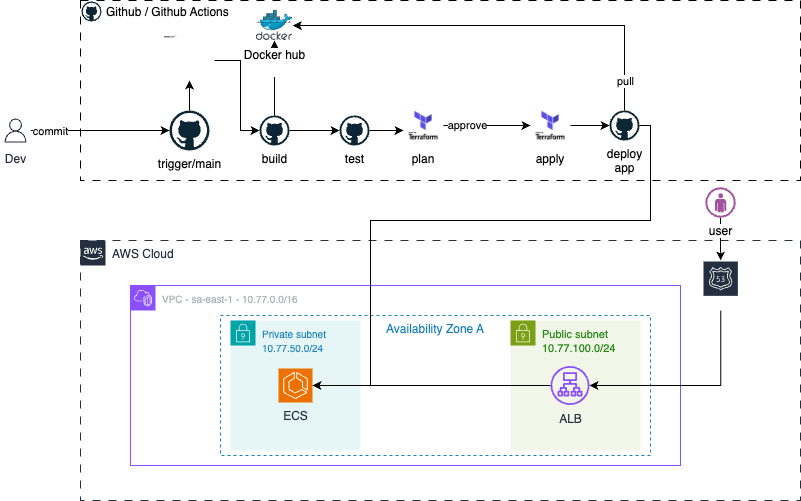 Github / Github Actions
docker
Docker hub
pull
commit
approve
Terraform
Terraform
Dev
trigger/main
build
test
plan
apply
deploy
app
user
aws
AWS Cloud
53
VPC - sa-east-1 - 10.77.0.0/16
Availability Zone A
Private subnet
10.77.50.0/24
Public subnet
10.77.100.0/24
ECS
ALB